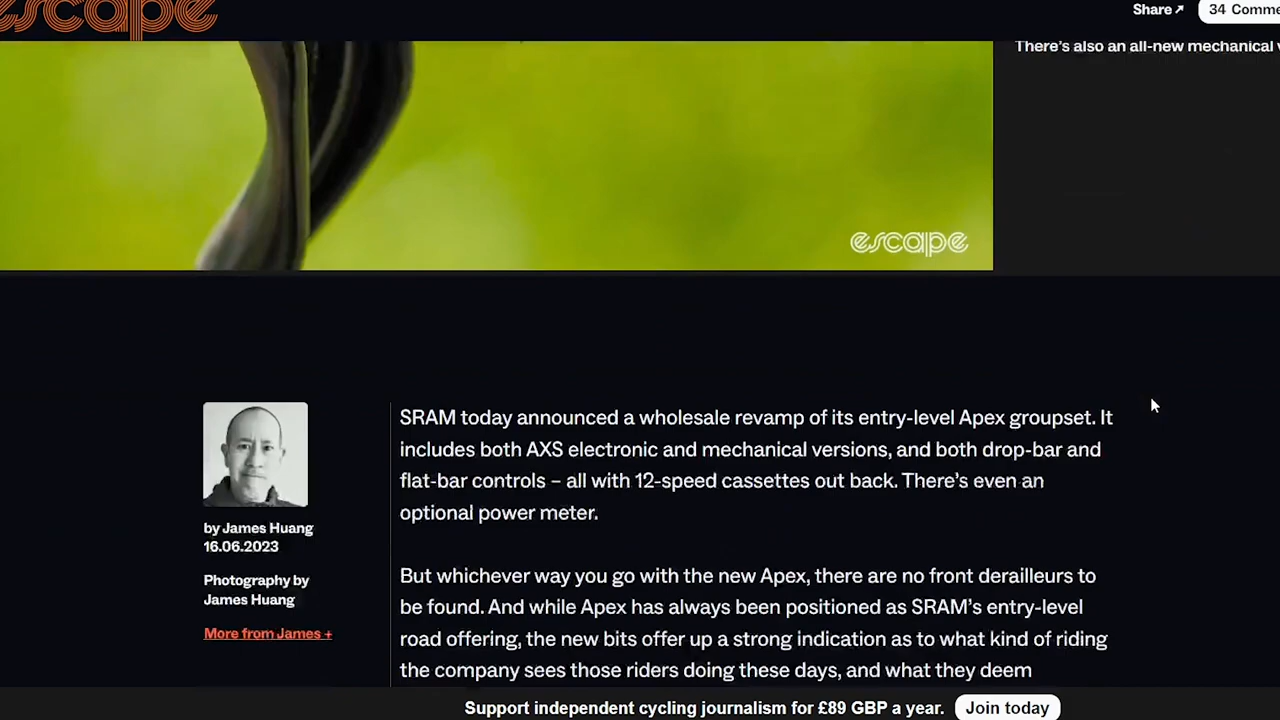 escape
Share ↗
34 Comme
There's also an all-new mechanical v
escape
SRAM today announced a wholesale revamp of its entry-level Apex groupset. It
includes both AXS electronic and mechanical versions, and both drop-bar and
flat-bar controls – all with 12-speed cassettes out back. There's even an
optional power meter.
by James Huang
16.06.2023
Photography by
James Huang
More from James +
But whichever way you go with the new Apex, there are no front derailleurs to
be found. And while Apex has always been positioned as SRAM's entry-level
road offering, the new bits offer up a strong indication as to what kind of riding
the company sees those riders doing these days, and what they deem
Support independent cycling journalism for £89 GBP a year.
Join today